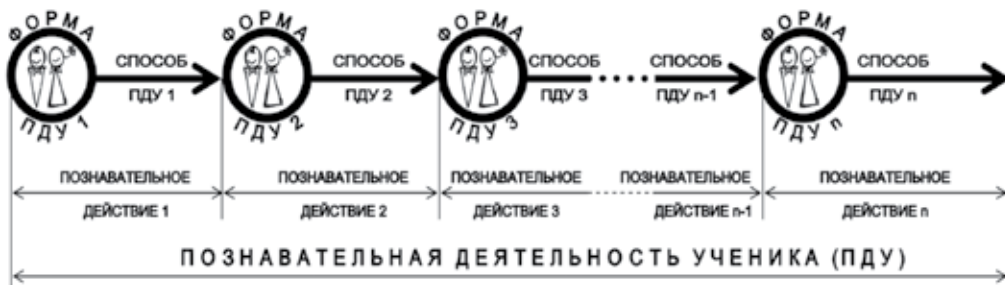 ФОРМА ФОРМА ФОРМА ФОРМА
СПОСОБ СПОСОБ СПОСОБ СПОСОБ СПОСОБ
ПДУ 1 ПДУ 2 ПДУ 3 ПДУ n-1 ПДУ n
ПДУ 1 ПДУ 2 ПДУ 3 ПДУ n
ПОЗНАВАТЕЛЬНОЕ ПОЗНАВАТЕЛЬНОЕ ПОЗНАВАТЕЛЬНОЕ ПОЗНАВАТЕЛЬНОЕ ПОЗНАВАТЕЛЬНОЕ
ДЕЙСТВИЕ 1 ДЕЙСТВИЕ 2 ДЕЙСТВИЕ 3 ДЕЙСТВИЕ n-1 ДЕЙСТВИЕ n
ПОЗНАВАТЕЛЬНАЯ ДЕЯТЕЛЬНОСТЬ УЧЕНИКА (ПДУ)